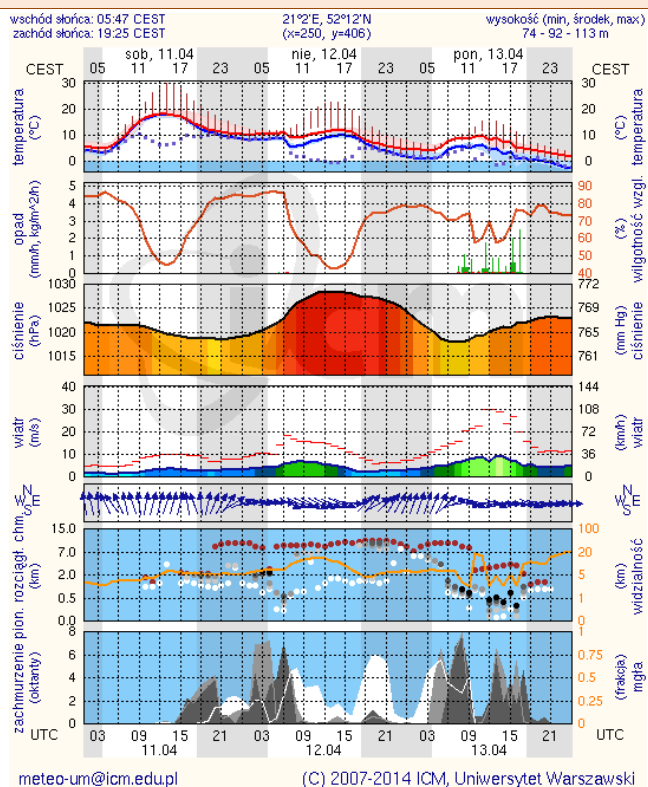 wschód słońca: 05:47 CEST 21°2'E, 52°12'N wysokość (min, środek, max)
zachód słońca: 19:25 CEST (x=250, y=406) 74 - 92 - 113 m
sob, 11.04 nie, 12.04 pon, 13.04
CEST 05 11 17 23 05 11 17 23 05 11 23 CEST
temperatura
(°C)
30
20
10
0
30
20
10
0
temperatura
(°C)
opad
(mm/h, kg/m^2/h)
5
4
3
2
1
0
90
80
70
60
50
40
(%)
wilgotność wzgl.
ciśnienie
(hPa)
1030
1025
1020
1015
772
769
765
761
(mm Hg)
ciśnienie
wiatr
(m/s)
40
30
20
10
0
144
108
72
36
0
(km/h)
wiatr
N
W E
S
N
W E
S
pion. rozciągł. chm.
(km)
15.0
7.0
2.0
0.5
0.0
100
20
5
1
0
(km)
widzialność
zachmurzenie
(oktanty)
8
6
4
2
0
1
0.75
0.5
0.25
0
(frakcja)
mgła
icm
UTC 03 09 15 21 03 09 15 21 03 09 15 21 UTC
11.04 12.04 13.04
meteo-um@icm.edu.pl (C) 2007-2014 ICM, Uniwersytet Warszawski